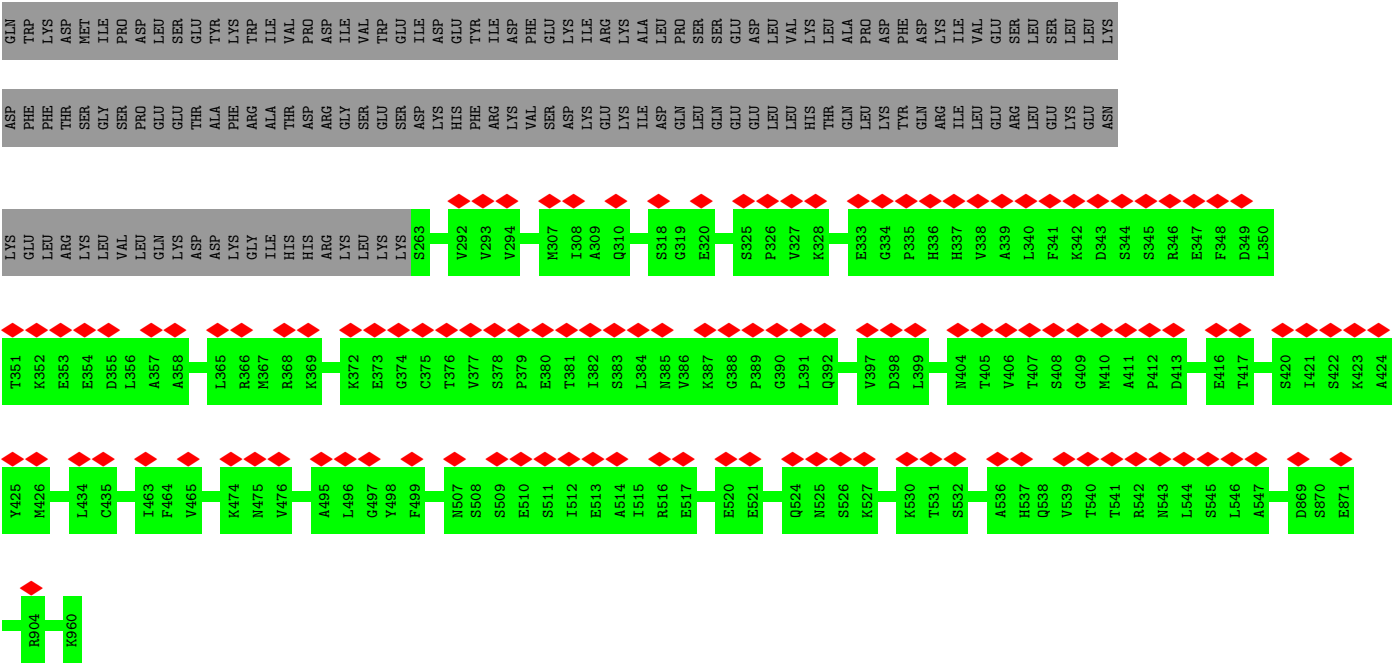 GLN TRP LYS ASP MET ILE PRO ASP LEU SER GLU TYR LYS TRP ILE VAL PRO ASP ILE VAL TRP GLU ILE ASP GLU TYR ILE ASP PHE GLU LYS ILE ARG LYS ALA LEU PRO SER SER GLU ASP LEU VAL LYS LEU ALA PRO ASP PHE ASP LYS ILE VAL GLU SER LEU SER LEU LEU LYS
ASP PHE PHE THR SER GLY SER PRO GLU GLU THR ALA PHE ARG ALA THR ASP ARG GLY SER GLU SER ASP LYS HIS PHE ARG LYS VAL SER ASP LYS GLU LYS ILE ASP GLN LEU GLN GLU GLU LEU LEU HIS THR GLN LEU LYS TYR GLN ARG ILE LEU GLU ARG LEU GLU LYS GLU ASN
LYS GLU LEU ARG LYS LEU VAL LEU GLN LYS ASP ASP LYS GLY ILE HIS HIS ARG LYS LEU LYS LYS S263 V292 V293 V294 M307 I308 A309 Q310 S318 G319 E320 S325 P326 V327 K328 E333 G334 P335 H336 H337 V338 A339 L340 F341 K342 D343 S344 S345 R346 E347 F348 D349 L350
T351 K352 E353 E354 D355 L356 A357 A358 L365 R366 M367 R368 K369 K372 E373 G374 C375 T376 V377 S378 P379 E380 T381 I382 S383 L384 N385 V386 K387 G388 P389 G390 L391 Q392 V397 D398 L399 N404 T405 V406 T407 S408 G409 M410 A411 P412 D413 E416 T417 S420 I421 S422 K423 A424
Y425 M426 L434 C435 I463 F464 V465 K474 N475 V476 A495 L496 G497 Y498 F499 N507 S508 S509 E510 S511 I512 E513 A514 I515 R516 E517 E520 E521 Q524 N525 S526 K527 K530 T531 S532 A536 H537 Q538 V539 T540 T541 R542 N543 L544 S545 L546 A547 D869 S870 E871
R904 K960